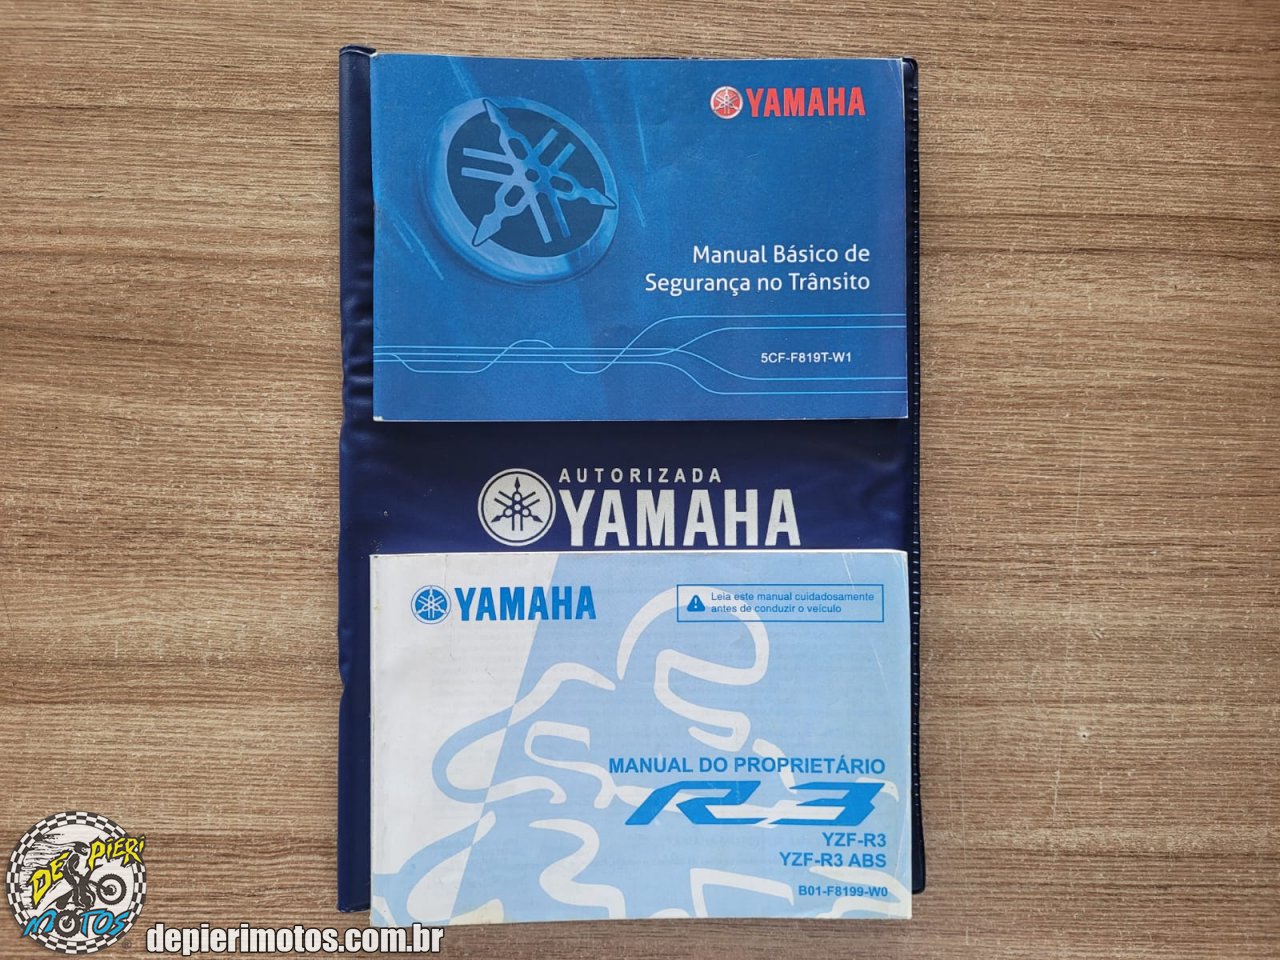 YAMAHA
Manual Básico de
Segurança no Trânsito
5CF-F819T-W1
AUTORIZADA
YAMAHA
YAMAHA
Leia este manual cuidadosamente
antes de conduzir o veículo
MANUAL DO PROPRIETÁRIO
R3
YZF-R3
YZF-R3 ABS
B01-F8199-W0
DE PIERI
MOTOS
depierimotos.com.br